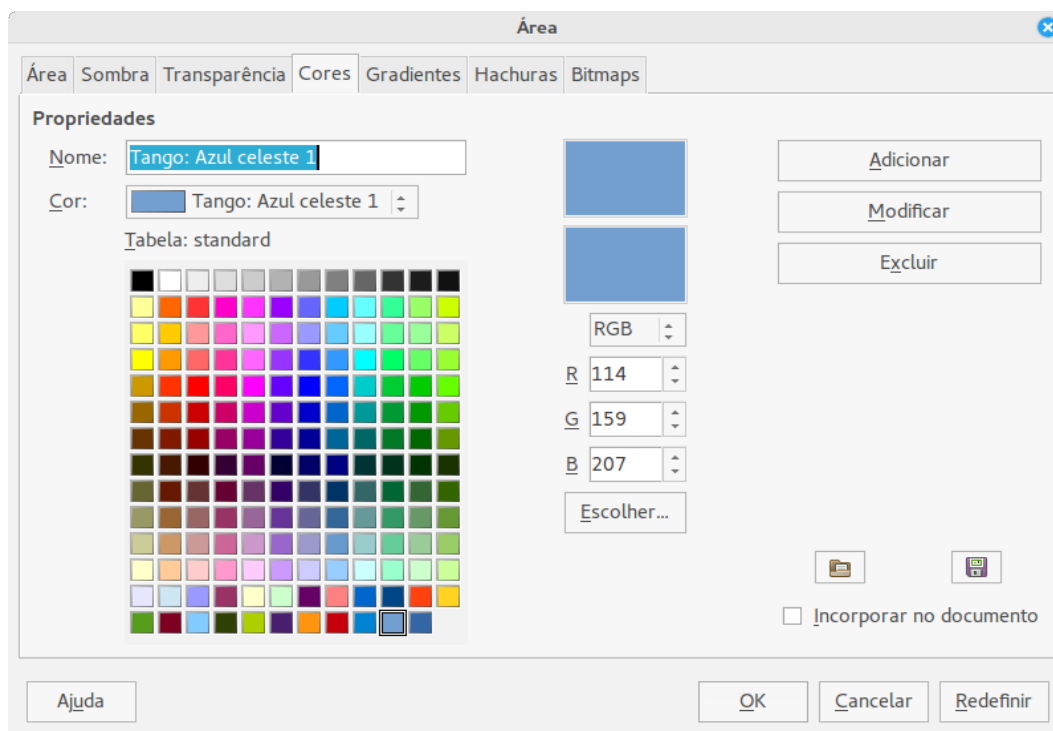 Área
Área Sombra Transparência Cores Gradientes Hachuras Bitmaps
Propriedades
Nome: Tango: Azul celeste 1
Adicionar
Cor: Tango: Azul celeste 1
Modificar
Tabela: standard
Excluir
RGB
R 114
G 159
B 207
Escolher...
Incorporar no documento
Ajuda OK Cancelar Redefinir